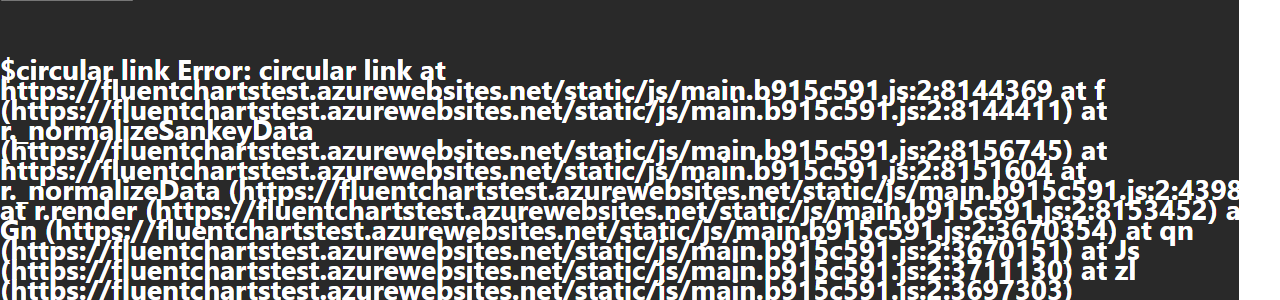 $circular link Error: circular link at
https://fluentchartstest.azurewebsites.net/static/js/main.b915c591.js:2:8144369 at f
(https://fluentchartstest.azurewebsites.net/static/js/main.b915c591.js:2:8144411) at
r._normalizeSankeyData
(https://fluentchartstest.azurewebsites.net/static/js/main.b915c591.js:2:8156745) at
https://fluentchartstest.azurewebsites.net/static/js/main.b915c591.js:2:8151604 at
r._normalizeData (https://fluentchartstest.azurewebsites.net/static/js/main.b915c591.js:2:4398
at r.render (https://fluentchartstest.azurewebsites.net/static/js/main.b915c591.js:2:8153452) a
Gn (https://fluentchartstest.azurewebsites.net/static/js/main.b915c591.js:2:3670354) at qn
(https://fluentchartstest.azurewebsites.net/static/js/main.b915c591.js:2:3670151) at Js
(https://fluentchartstest.azurewebsites.net/static/js/main.b915c591.js:2:3711130) at zl
(https://fluentchartstest.azurewebsites.net/static/js/main.b915c591.js:2:3697303)